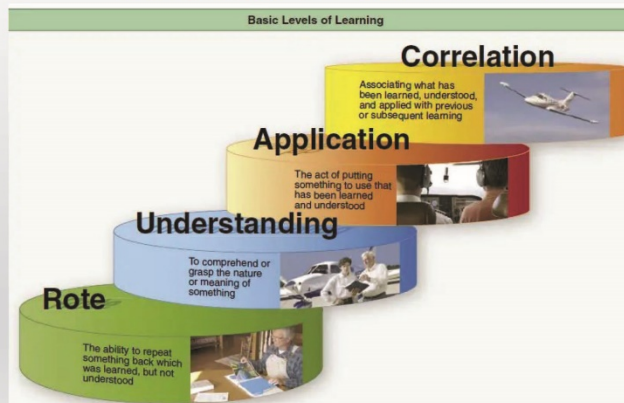 Basic Levels of Learning
Correlation
Associating what has
been learned, understood,
and applied with previous
or subsequent learning
Application
The act of putting
something to use that
has been learned
and understood
Understanding
To comprehend or
grasp the nature
or meaning of
something
Rote
The ability to repeat
something back which
was learned, but not
understood